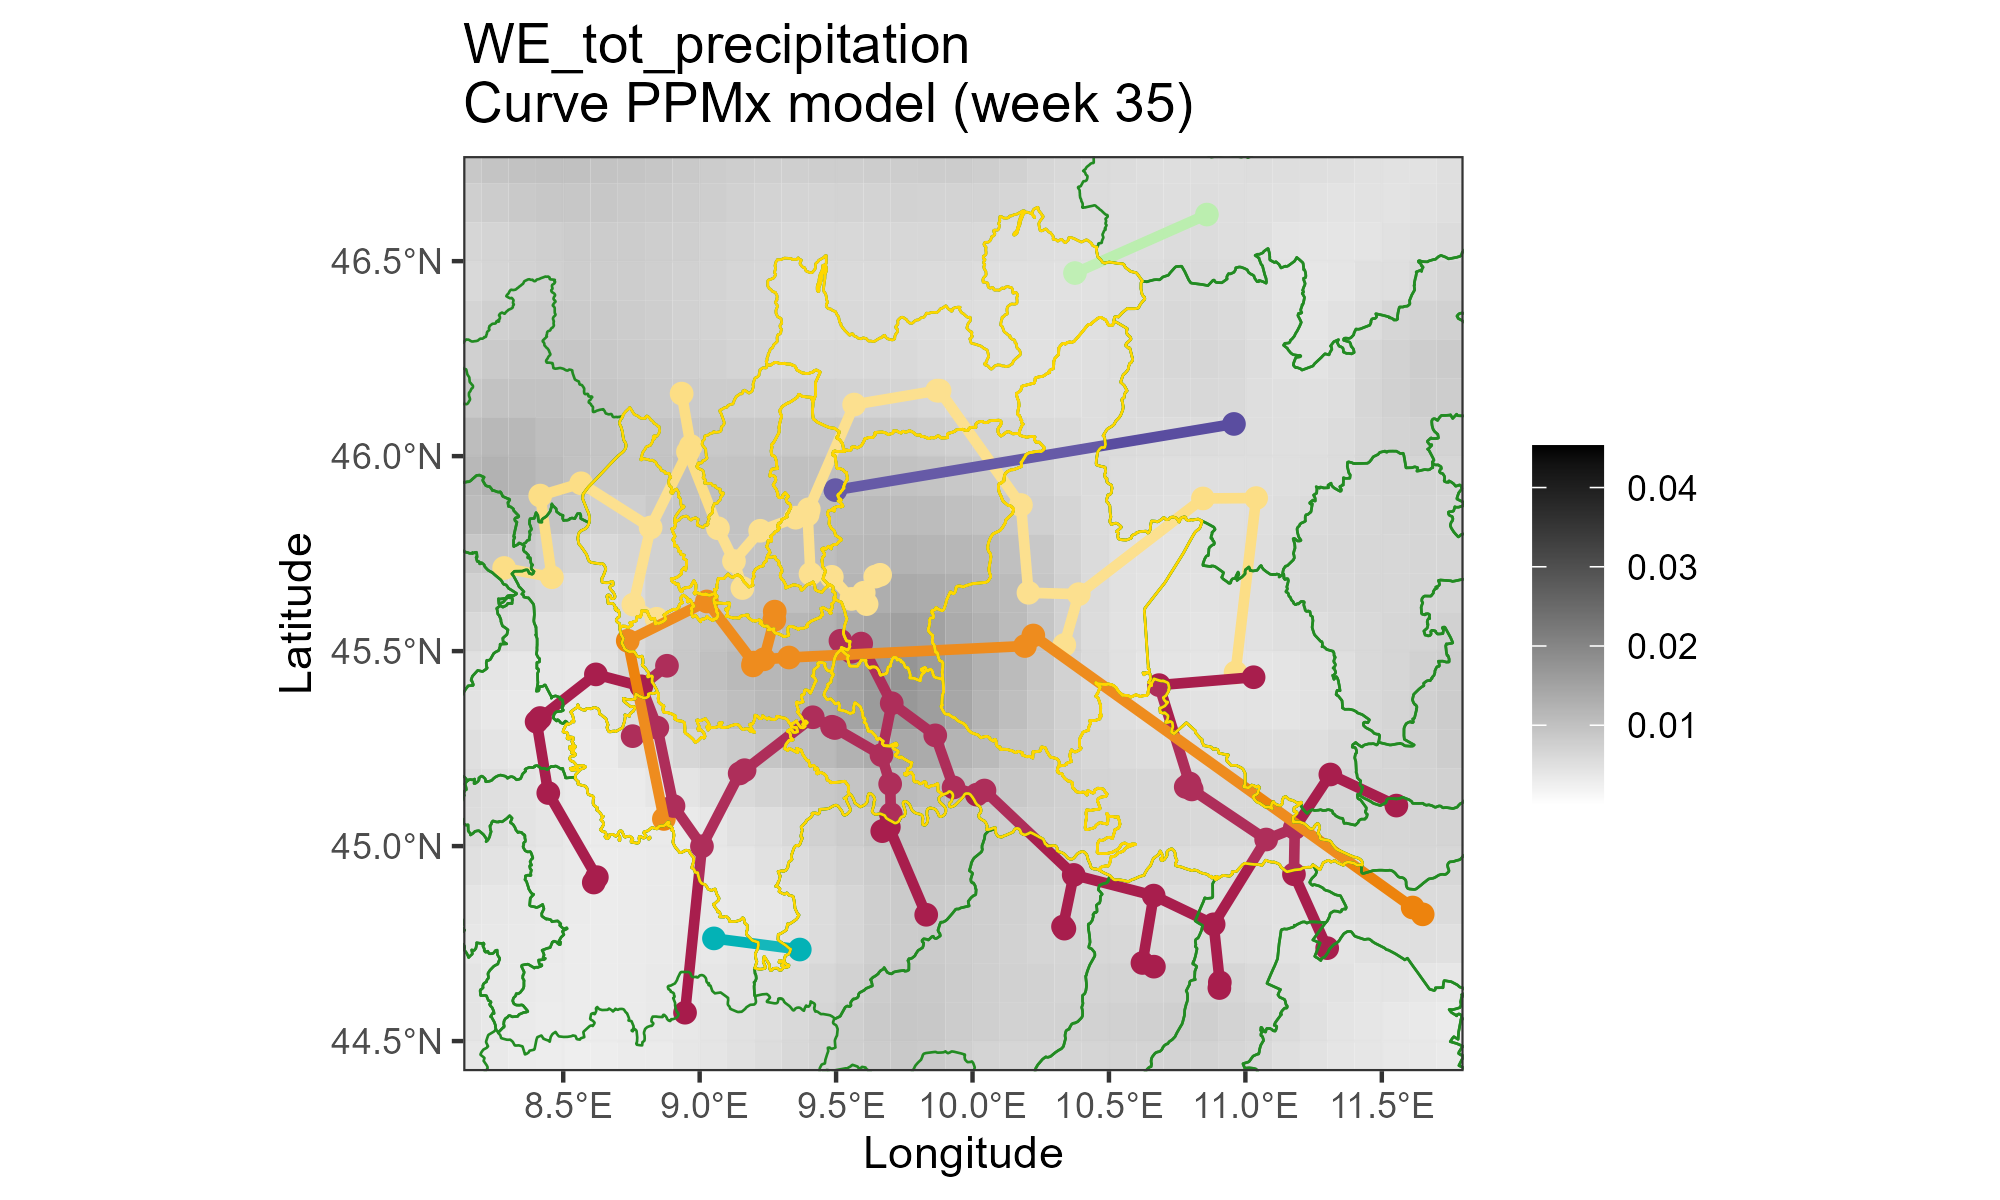 WE_tot_precipitation
Curve PPMx model (week 35)
46.5°N
46.0°N
45.5°N
45.0°N
44.5°N
Latitude
8.5°E
9.0°E
9.5°E
10.0°E
10.5°E
11.0°E
11.5°E
Longitude
0.04
0.03
0.02
0.01